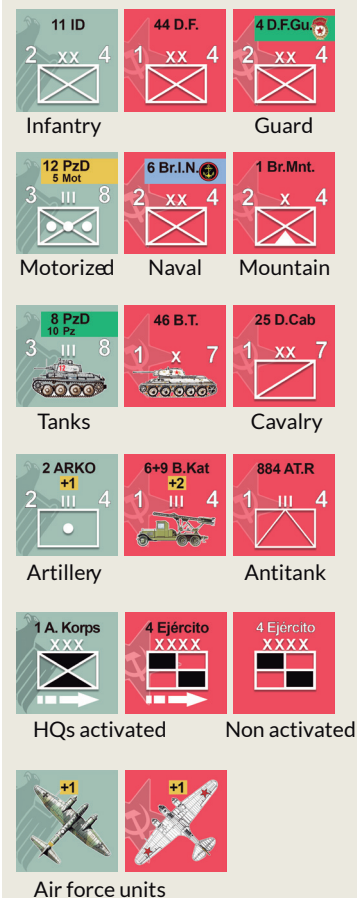 11 ID 44 D.F. 4 D.F.Gu.
2 xx 4 1 xx 4 2 xx 4
Infantry Guard
12 PzD 6 Br.I.N. 1 Br.Mnt.
5 Mot
3 III 8 2 xx 4 2 x 4
Motorized Naval Mountain
8 PzD 46 B.T. 25 D.Cab
10 Pz
3 III 8 1 x 7 1 xx 7
Tanks Cavalry
2 ARKO 6+9 B.Kat 884 AT.R
+1 +2
2 III 4 1 III 4 1 III 4
Artillery Antitank
1 A. Korps 4 Ejército 4 Ejército
XXX XXXX XXXX
HQs activated Non activated
+1 +1
Air force units